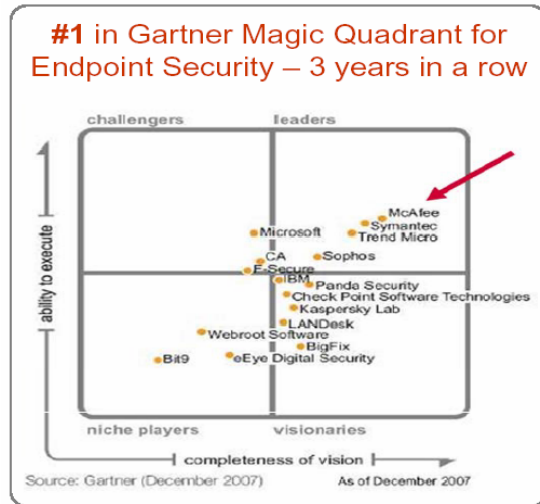 #1 in Gartner Magic Quadrant for
Endpoint Security – 3 years in a row
challengers
leaders
McAfee
Symantec
Microsoft
Trend Micro
CA
Sophos
F-Secure
IBM
Panda Security
Check Point Software Technologies
Kaspersky Lab
LANDesk
Webroot Software
BigFix
Bit9
eEye Digital Security
ability to execute
niche players
visionaries
completeness of vision
Source: Gartner (December 2007)
As of December 2007